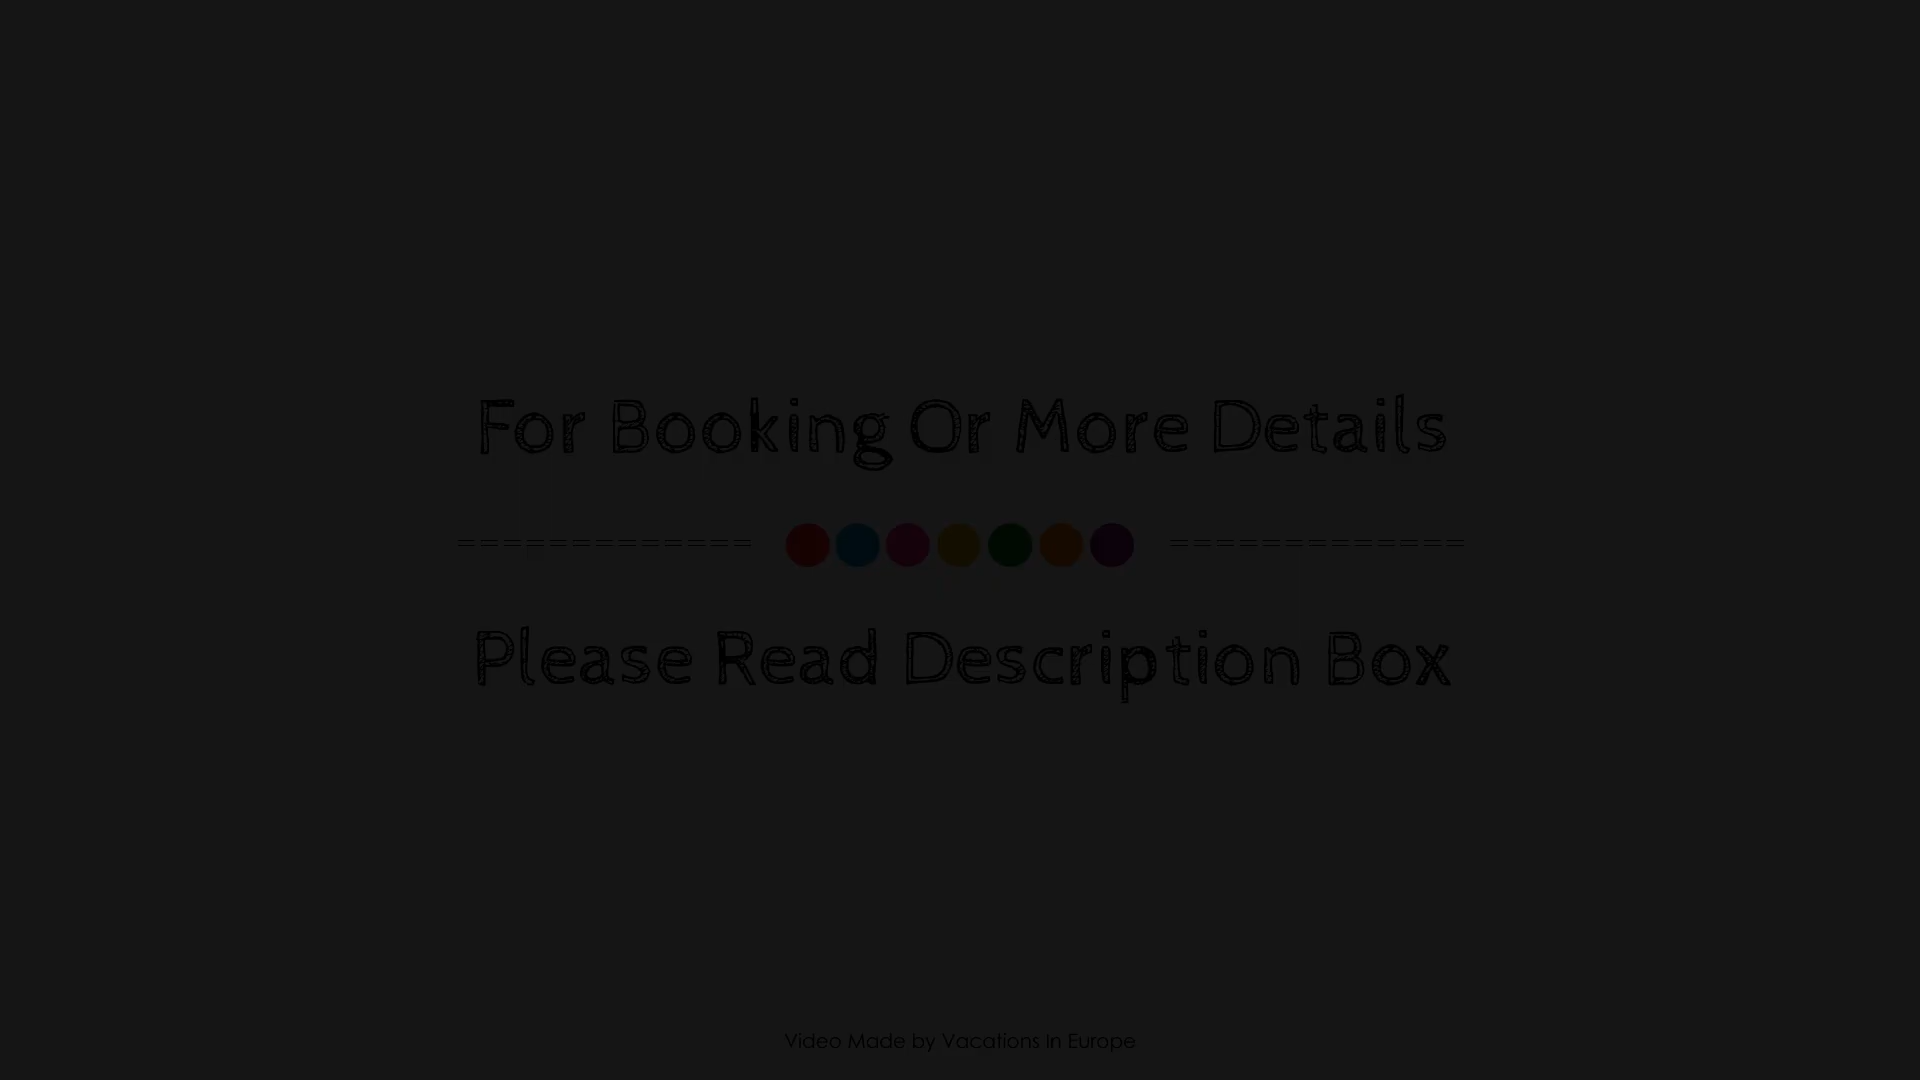 For Booking Or More Details
============= =============
Please Read Description Box
Video Made by Vacations In Europe